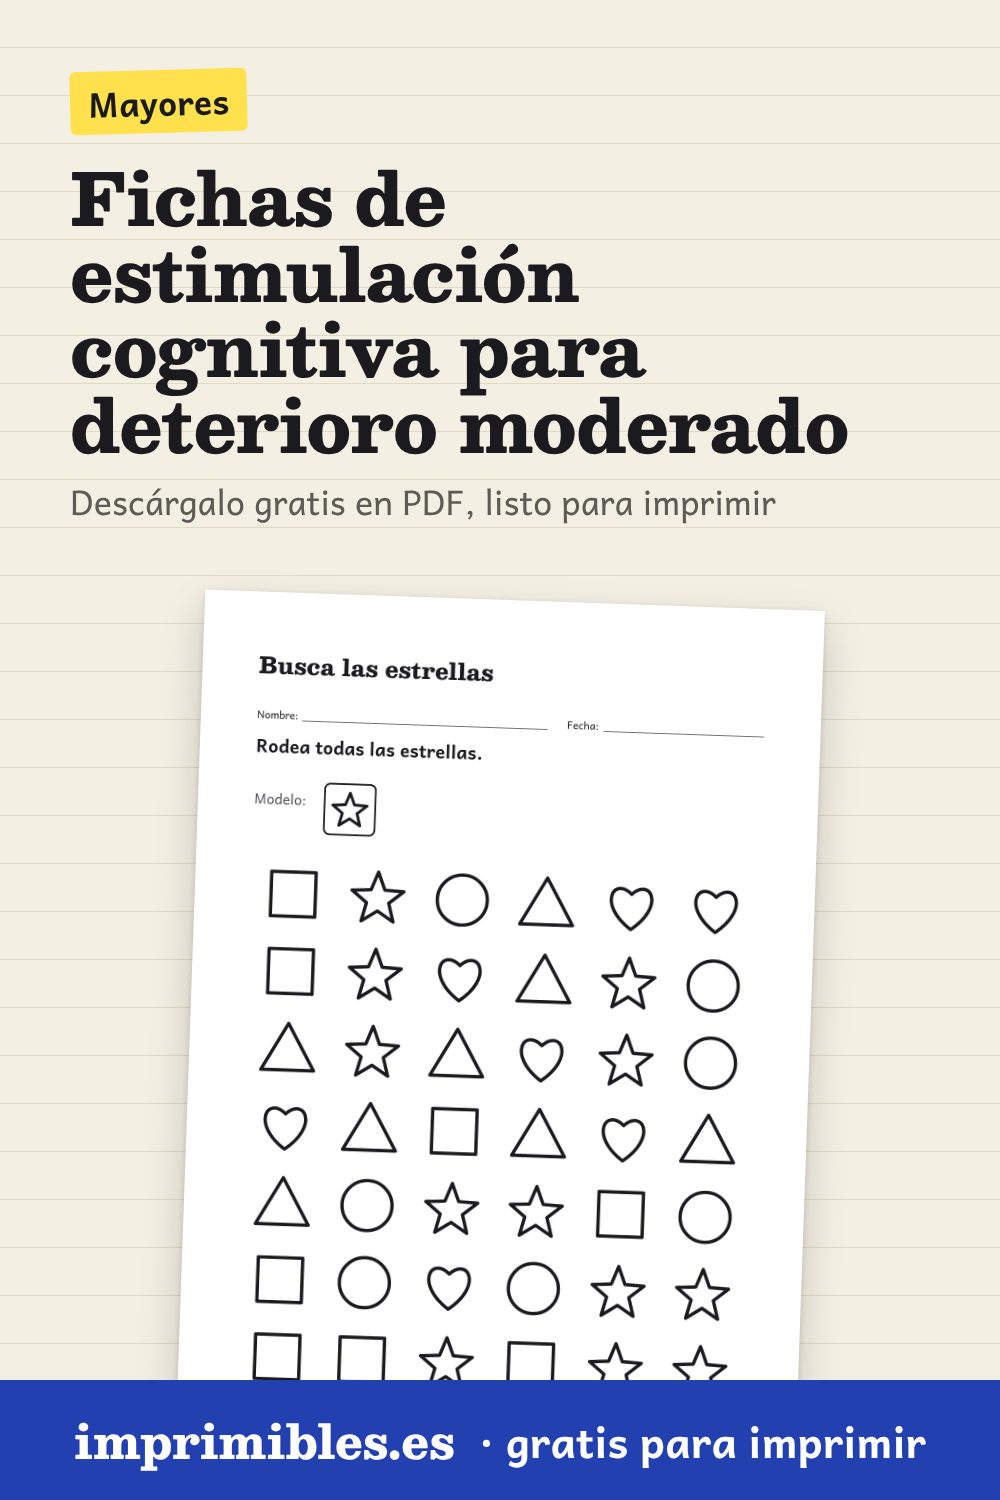 Mayores
Fichas de
estimulación
cognitiva para
deterioro moderado
Descárgalo gratis en PDF, listo para imprimir
Busca las estrellas
Nombre: Fecha:
Rodea todas las estrellas.
Modelo:
imprimibles.es · gratis para imprimir